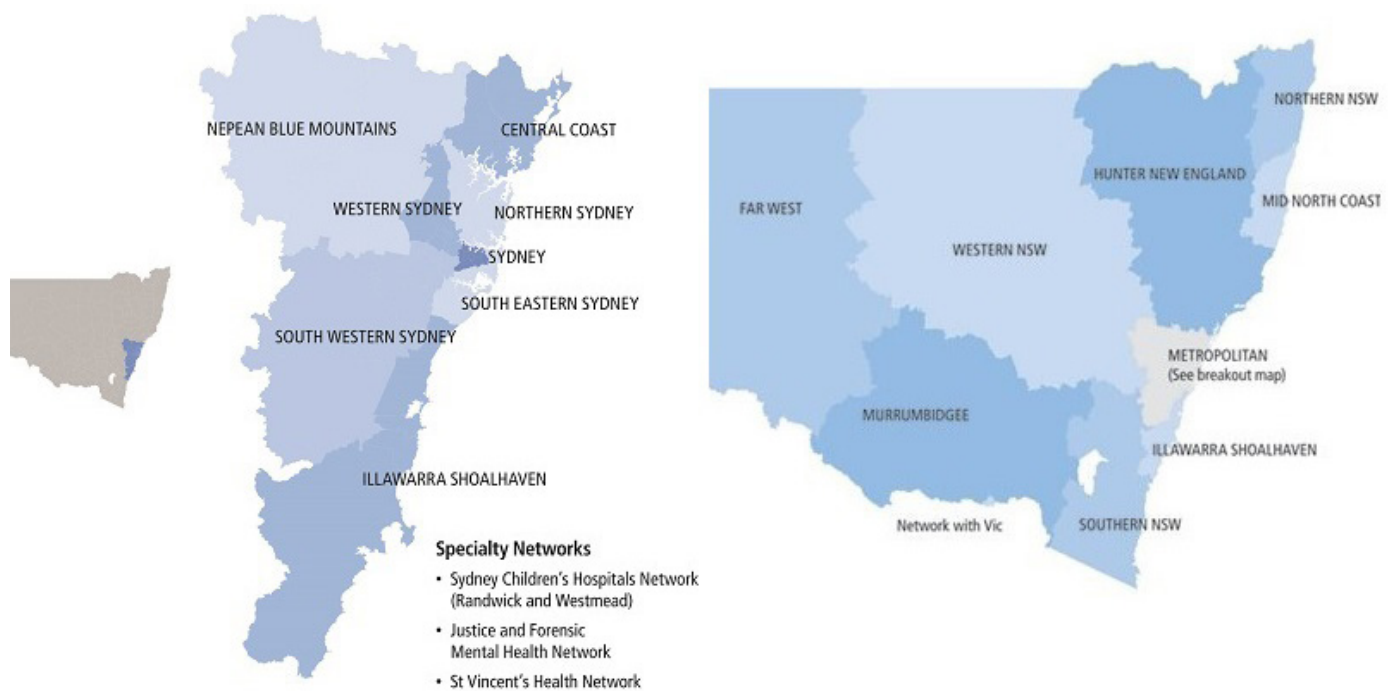 NEPEAN BLUE MOUNTAINS
CENTRAL COAST
WESTERN SYDNEY
NORTHERN SYDNEY
SYDNEY
SOUTH EASTERN SYDNEY
SOUTH WESTERN SYDNEY
ILLAWARRA SHOALHAVEN
Specialty Networks
• Sydney Children's Hospitals Network
(Randwick and Westmead)
• Justice and Forensic
Mental Health Network
• St Vincent's Health Network
NORTHERN NSW
HUNTER NEW ENGLAND
MID NORTH COAST
FAR WEST
WESTERN NSW
METROPOLITAN
(See breakout map)
MURRUMBIDGEE
ILLAWARRA SHOALHAVEN
Network with Vic
SOUTHERN NSW